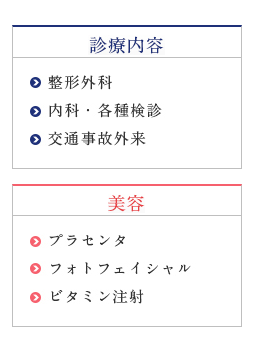 診療内容
整形外科
内科・各種検診
交通事故外来
美容
プラセンタ
フォトフェイシャル
ビタミン注射